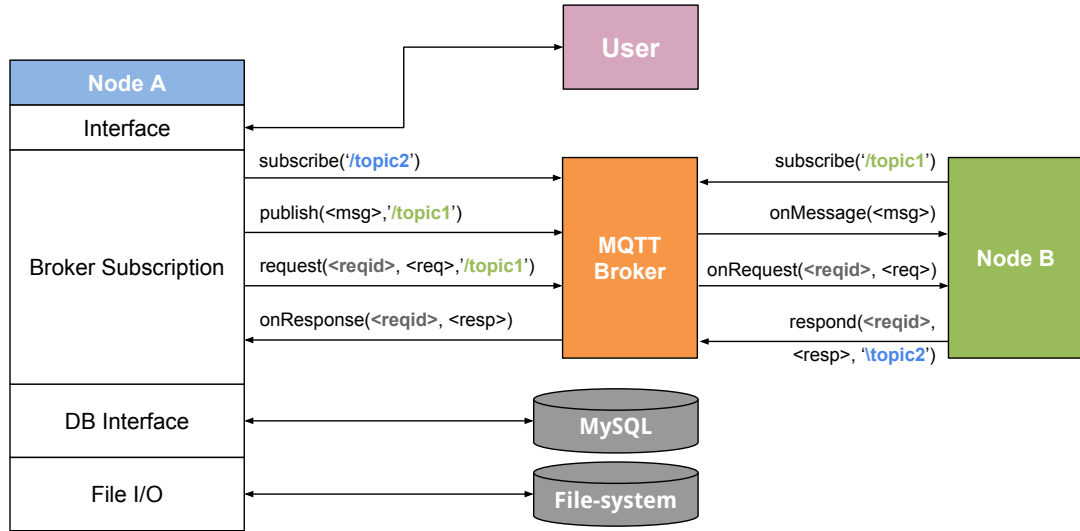 User
Node A
Interface
subscribe(‘/topic2’)
subscribe(‘/topic1’)
publish(<msg>,’/topic1’)
onMessage(<msg>)
Broker Subscription
MQTT
Broker
Node B
request(<reqid>, <req>,’/topic1’)
onRequest(<reqid>, <req>)
onResponse(<reqid>, <resp>)
respond(<reqid>,
<resp>, ‘\topic2’)
DB Interface
MySQL
File I/O
File-system